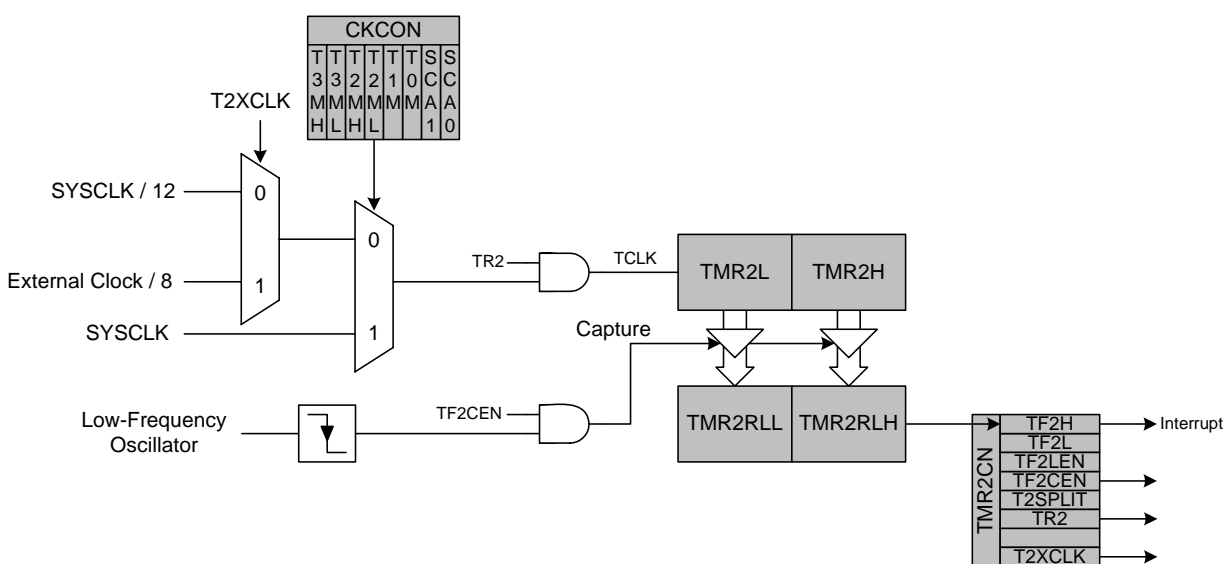 CKCON
T3MH
T3ML
T2MH
T2ML
T1M
T0M
SCA1
SCA0
T2XCLK
SYSCLK / 12
0
External Clock / 8
1
SYSCLK
0
1
TR2
TCLK
TMR2L
TMR2H
Capture
Low-Frequency
Oscillator
TF2CEN
TMR2RLL
TMR2RLH
TMR2CN
TF2H
TF2L
TF2LEN
TF2CEN
T2SPLIT
TR2
T2XCLK
Interrupt